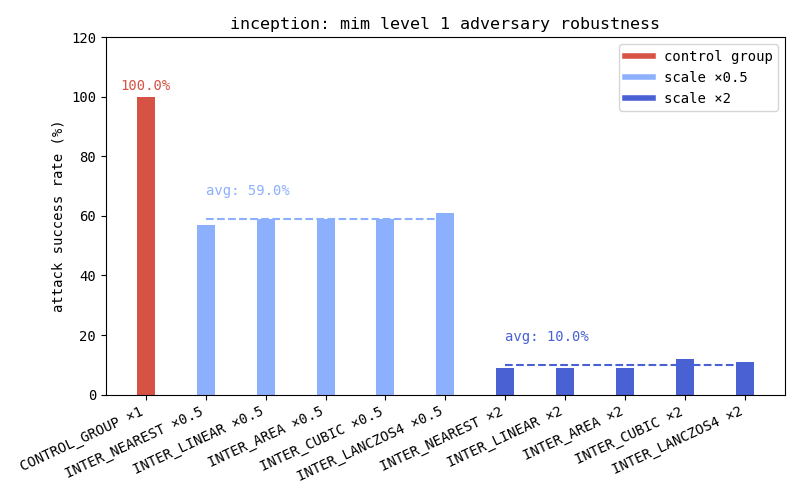 inception: mim level 1 adversary robustness
attack success rate (%)
120
100
80
60
40
20
0
100.0%
avg: 59.0%
avg: 10.0%
control group
scale ×0.5
scale ×2
CONTROL_GROUP ×1
INTER_NEAREST ×0.5
INTER_LINEAR ×0.5
INTER_AREA ×0.5
INTER_CUBIC ×0.5
INTER_LANCZOS4 ×0.5
INTER_NEAREST ×2
INTER_LINEAR ×2
INTER_AREA ×2
INTER_CUBIC ×2
INTER_LANCZOS4 ×2